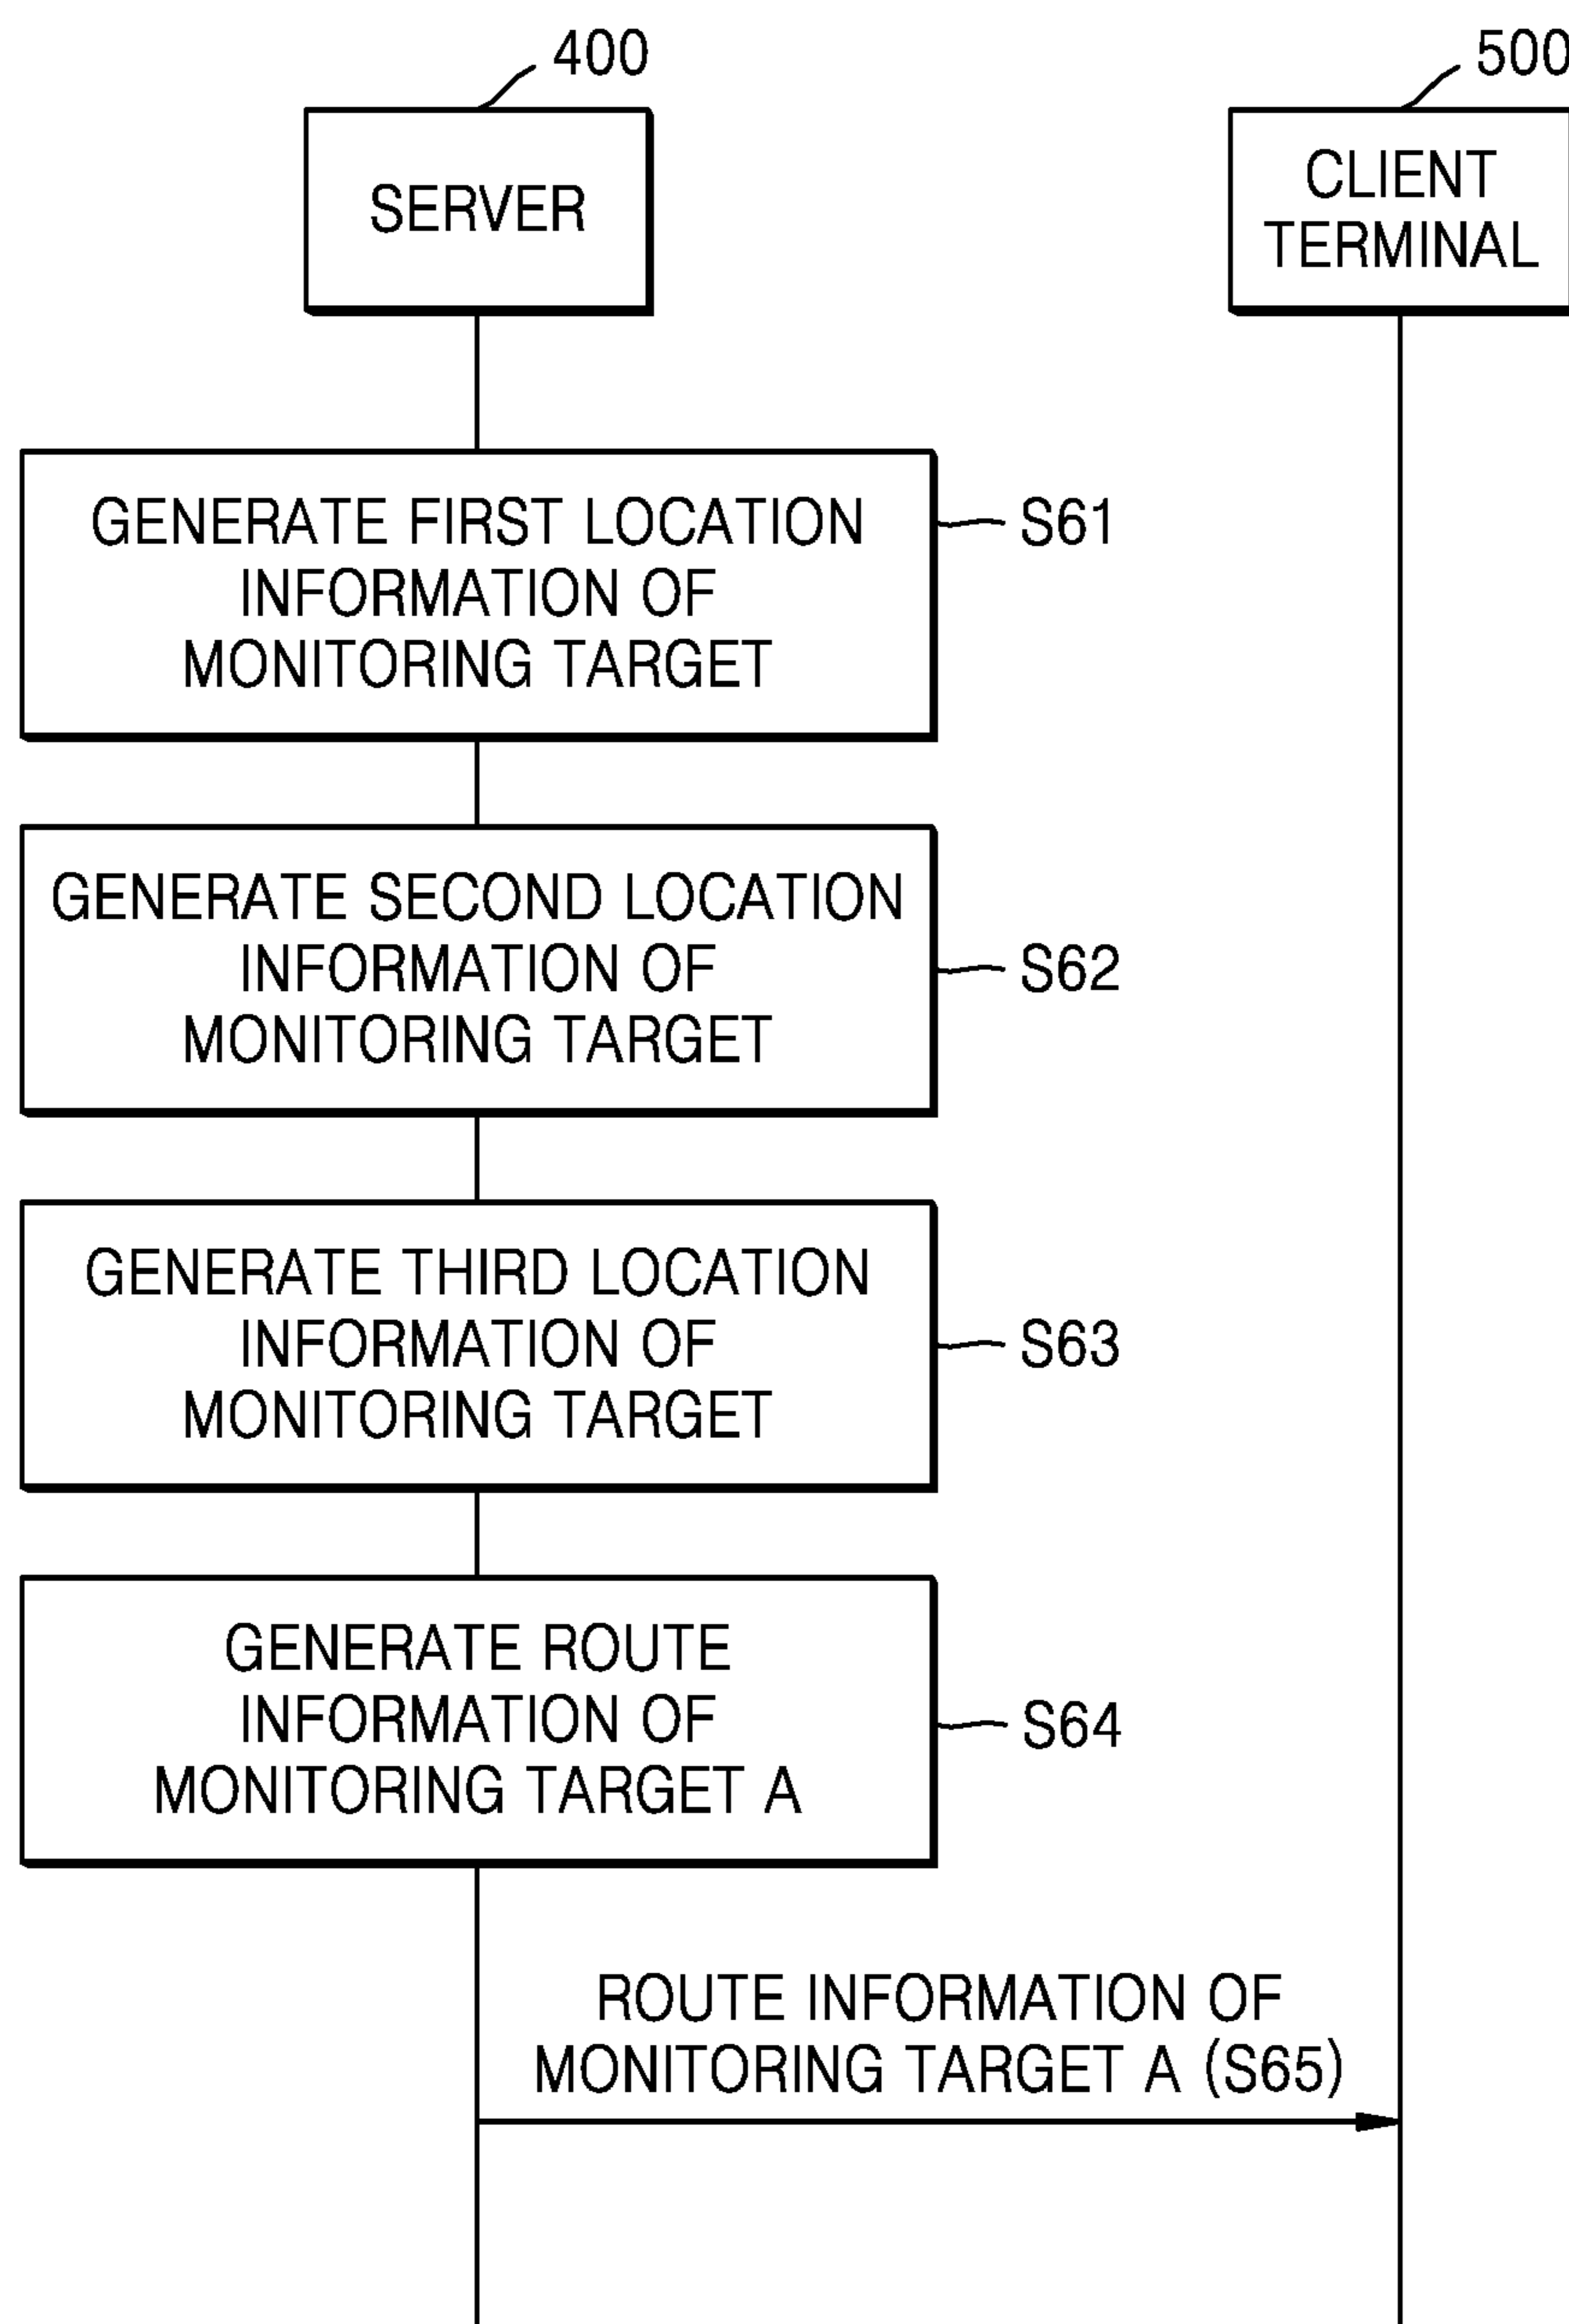 400
500
SERVER
CLIENT
TERMINAL
GENERATE FIRST LOCATION
INFORMATION OF
MONITORING TARGET
S61
GENERATE SECOND LOCATION
INFORMATION OF
MONITORING TARGET
S62
GENERATE THIRD LOCATION
INFORMATION OF
MONITORING TARGET
S63
GENERATE ROUTE
INFORMATION OF
MONITORING TARGET A
S64
ROUTE INFORMATION OF
MONITORING TARGET A (S65)